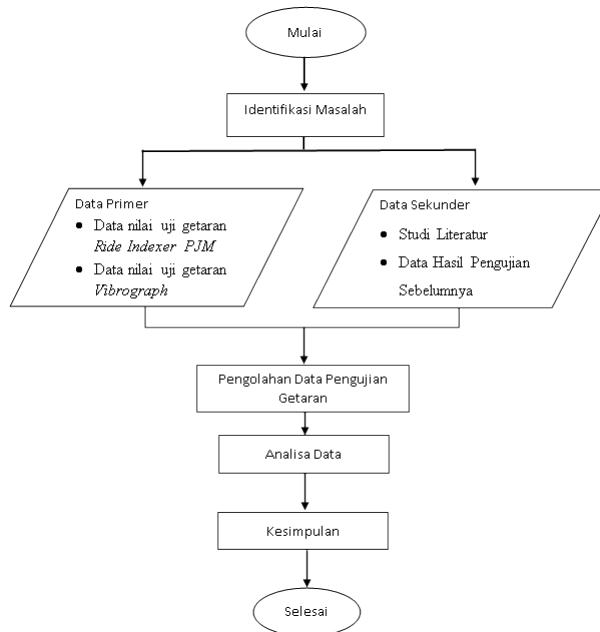 Mulai
Identifikasi Masalah
Data Primer
• Data nilai uji getaran
Ride Indexer PJM
• Data nilai uji getaran
Vibrograph
Data Sekunder
• Studi Literatur
• Data Hasil Pengujian
Sebelumnya
Pengolahan Data Pengujian
Getaran
Analisa Data
Kesimpulan
Selesai